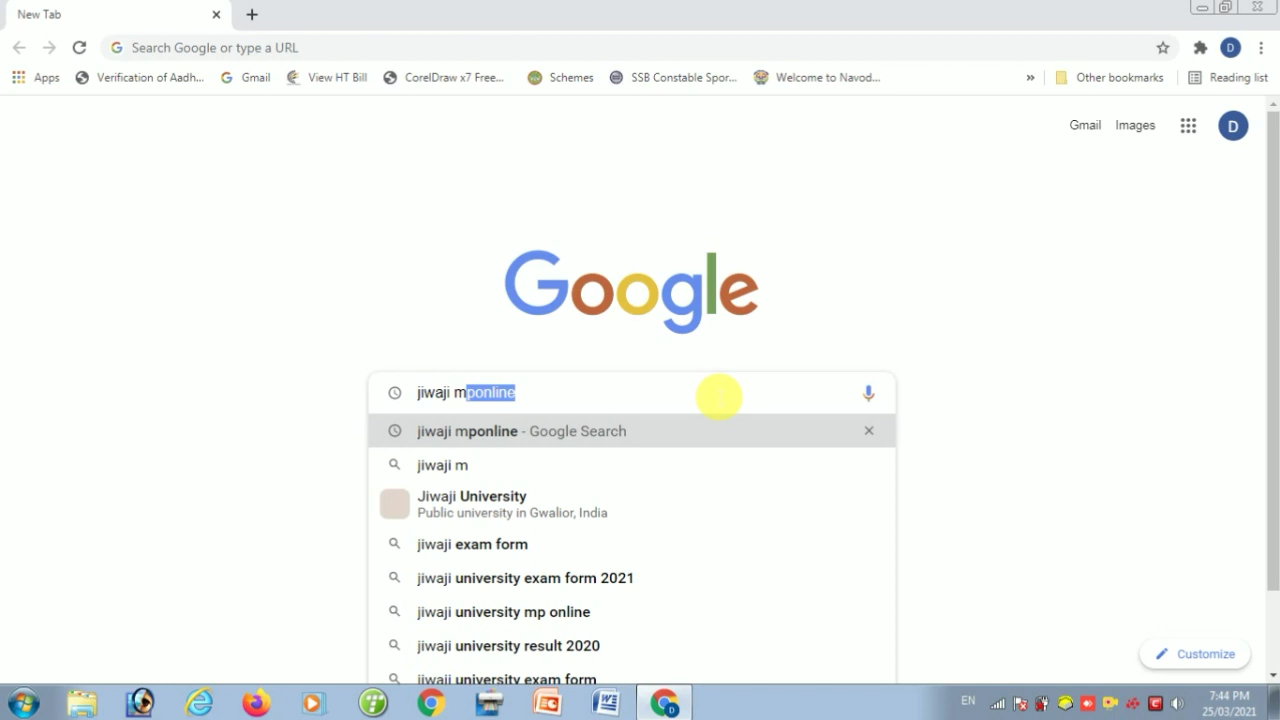 New Tab
Search Google or type a URL
D
Apps
Verification of Aadh...
Gmail
View HT Bill
CorelDraw x7 Free...
Schemes
SSB Constable Spor...
Welcome to Navod...
»
Other bookmarks
Reading list
Gmail
Images
D
Google
jiwaji mponline
jiwaji mponline - Google Search
jiwaji m
Jiwaji University
Public university in Gwalior, India
jiwaji exam form
jiwaji university exam form 2021
jiwaji university mp online
jiwaji university result 2020
jiwaji university exam form
Customize
EN
7:44 PM
25/03/2021